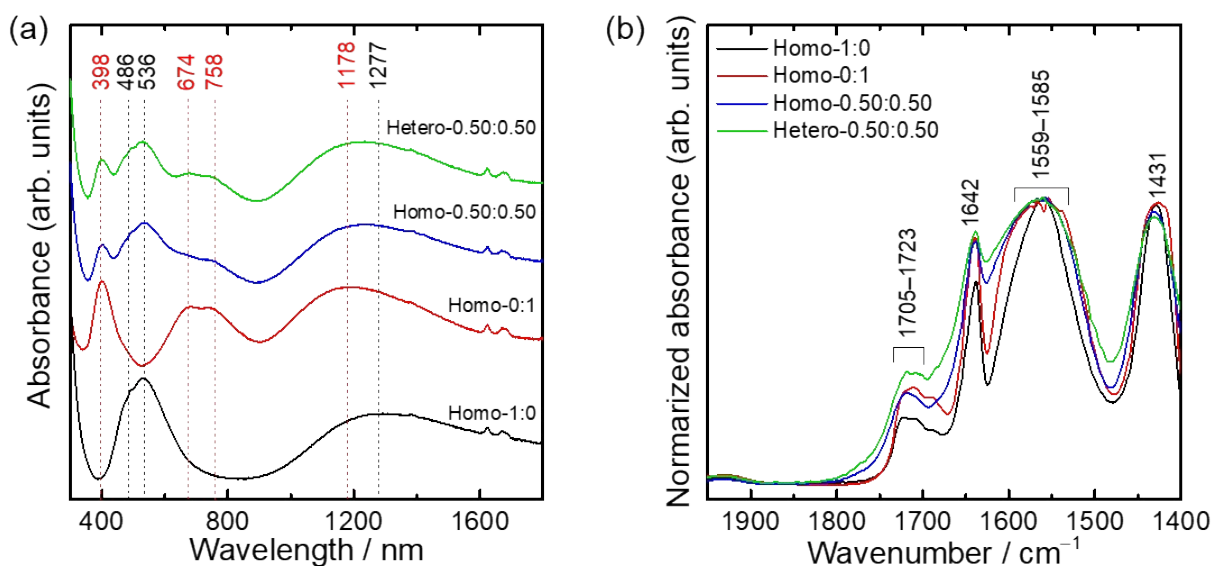 (a)
398
486
536
674
758
1178
1277
Hetero-0.50:0.50
Homo-0.50:0.50
Homo-0:1
Homo-1:0
Absorbance (arb. units)
400
800
1200
1600
Wavelength / nm
(b)
Homo-1:0
Homo-0:1
Homo-0.50:0.50
Hetero-0.50:0.50
1705–1723
1642
1559–1585
1431
Normarized absorbance (arb. units)
1900
1800
1700
1600
1500
1400
Wavenumber / cm⁻¹